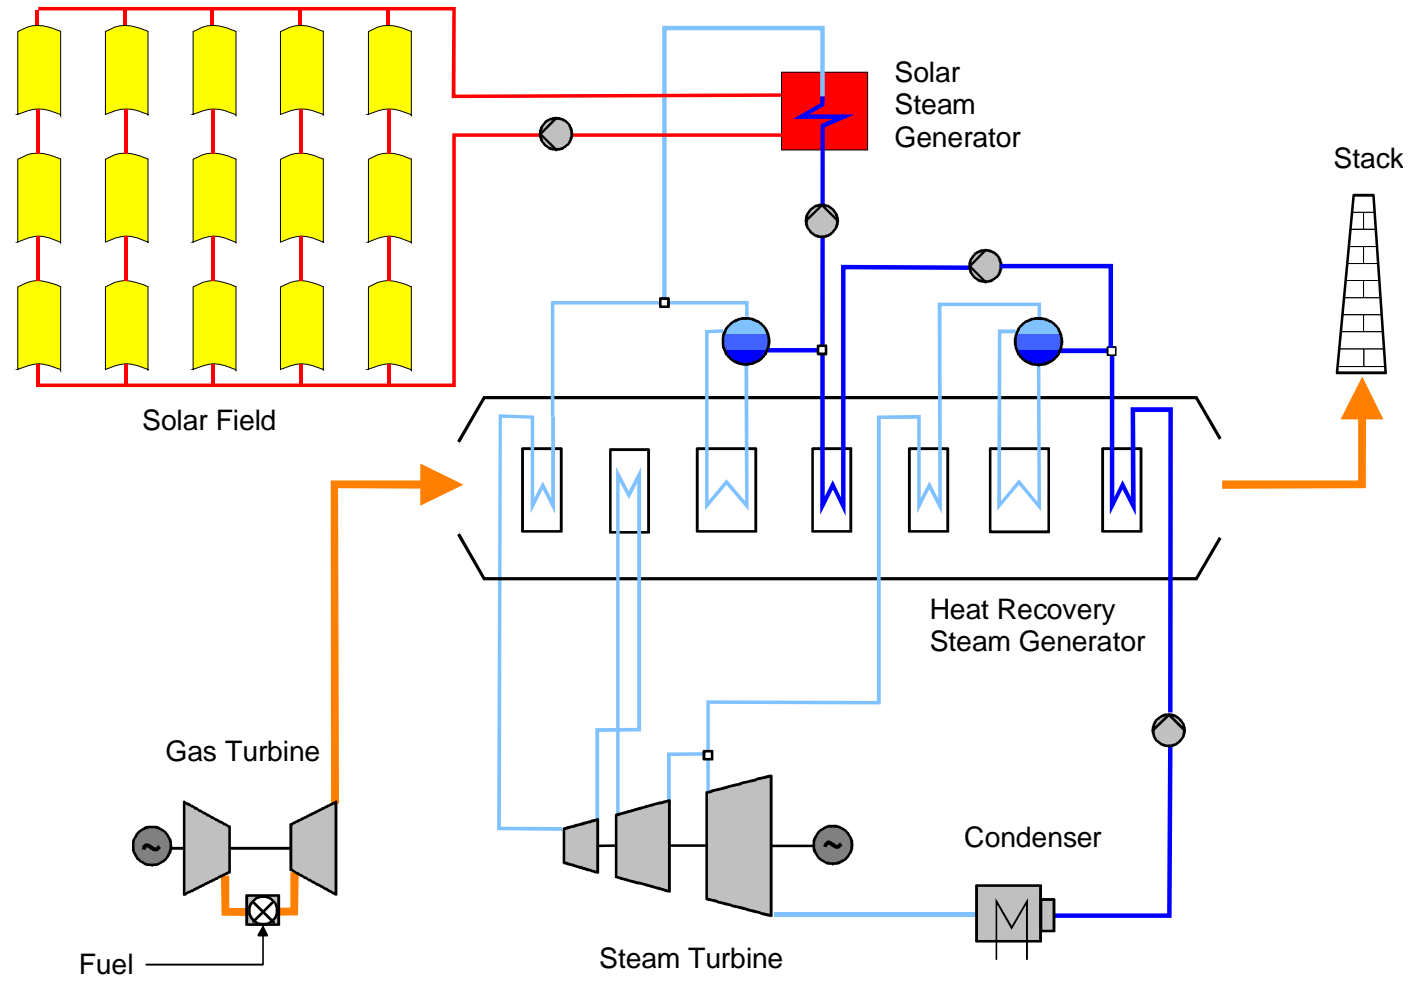 Solar
Steam
Generator
Stack
Solar Field
Heat Recovery
Steam Generator
Gas Turbine
Condenser
Steam Turbine
Fuel